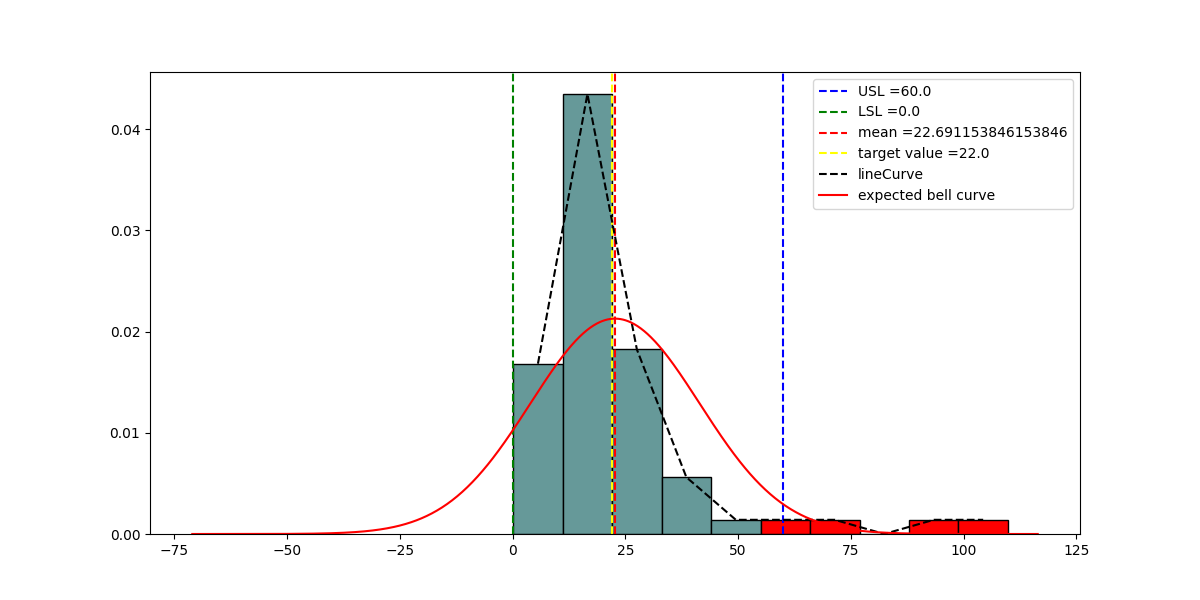 USL =60.0
LSL =0.0
mean =22.691153846153846
target value =22.0
lineCurve
expected bell curve
0.04
0.03
0.02
0.01
0.00
−75 −50 −25 0 25 50 75 100 125